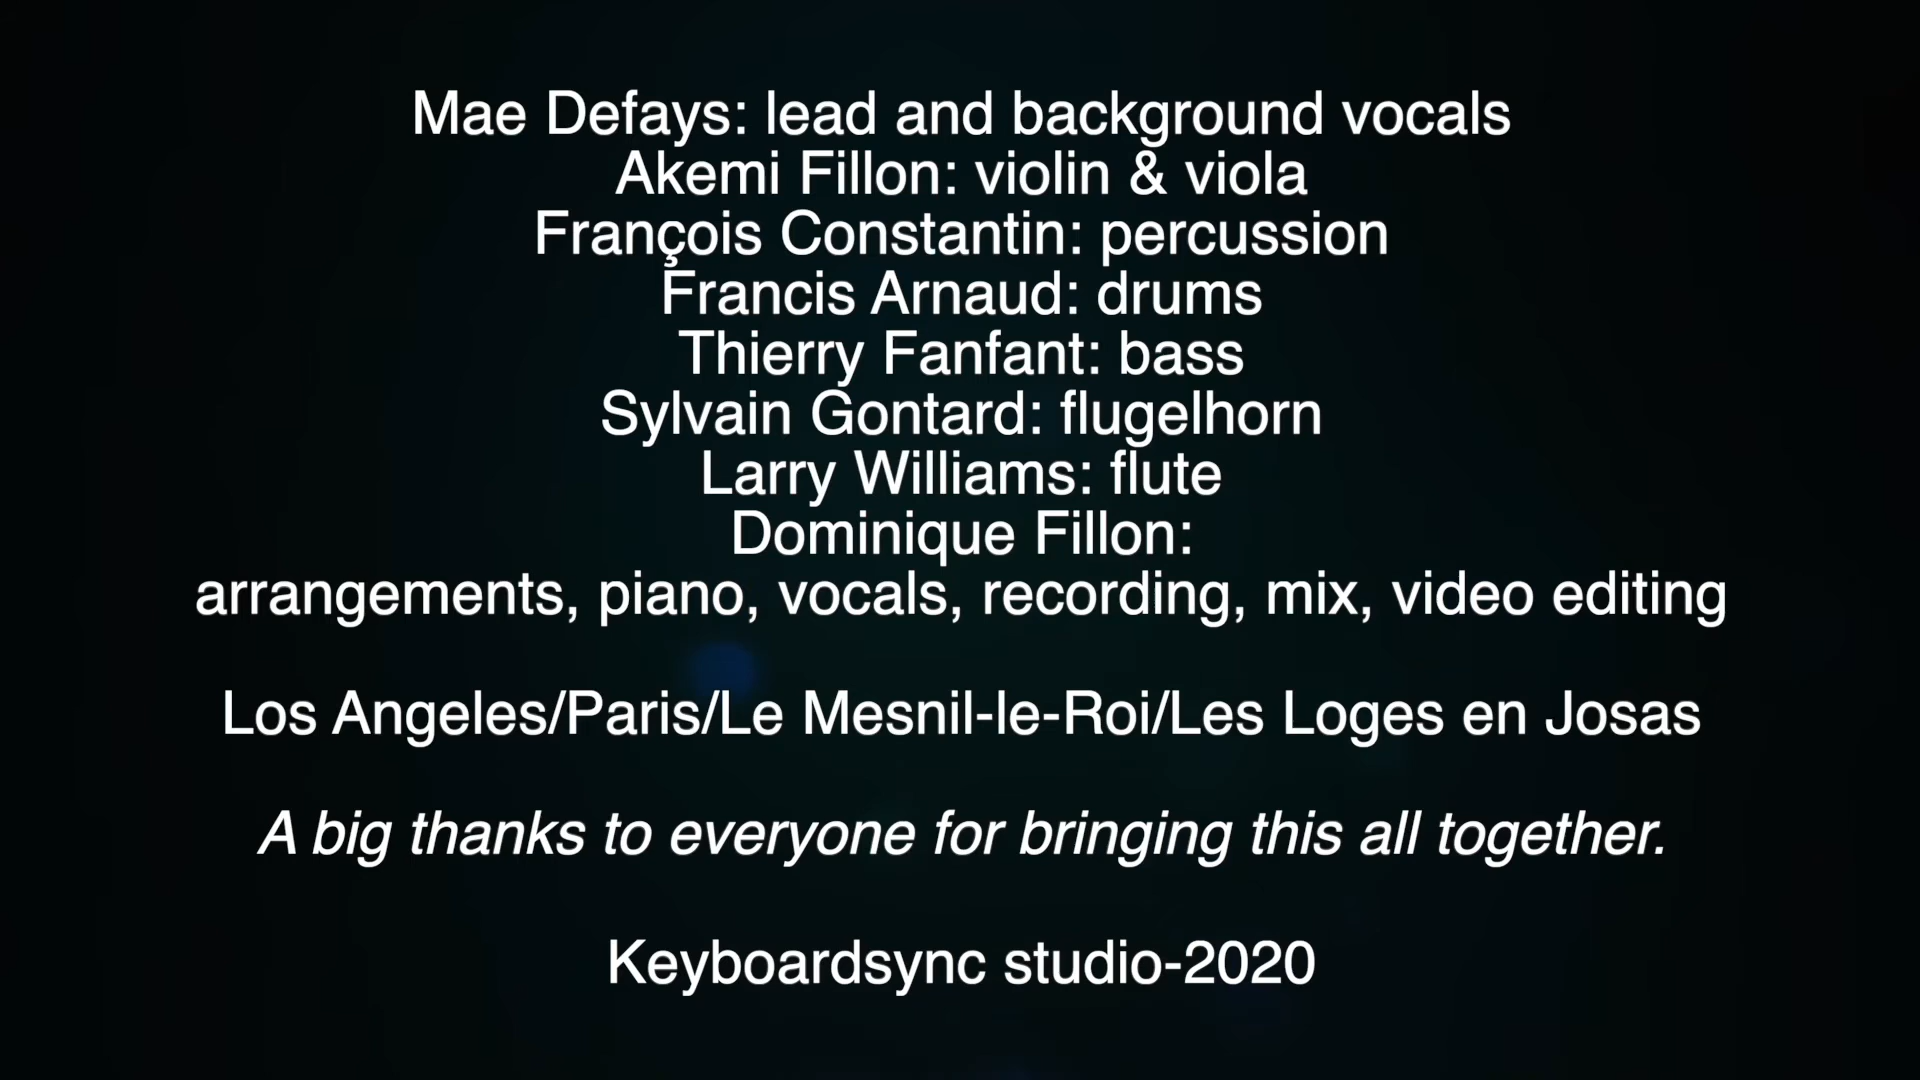 Mae Defays: lead and background vocals
Akemi Fillon: violin & viola
François Constantin: percussion
Francis Arnaud: drums
Thierry Fanfant: bass
Sylvain Gontard: flugelhorn
Larry Williams: flute
Dominique Fillon:
arrangements, piano, vocals, recording, mix, video editing
Los Angeles/Paris/Le Mesnil-le-Roi/Les Loges en Josas
A big thanks to everyone for bringing this all together.
Keyboardsync studio-2020